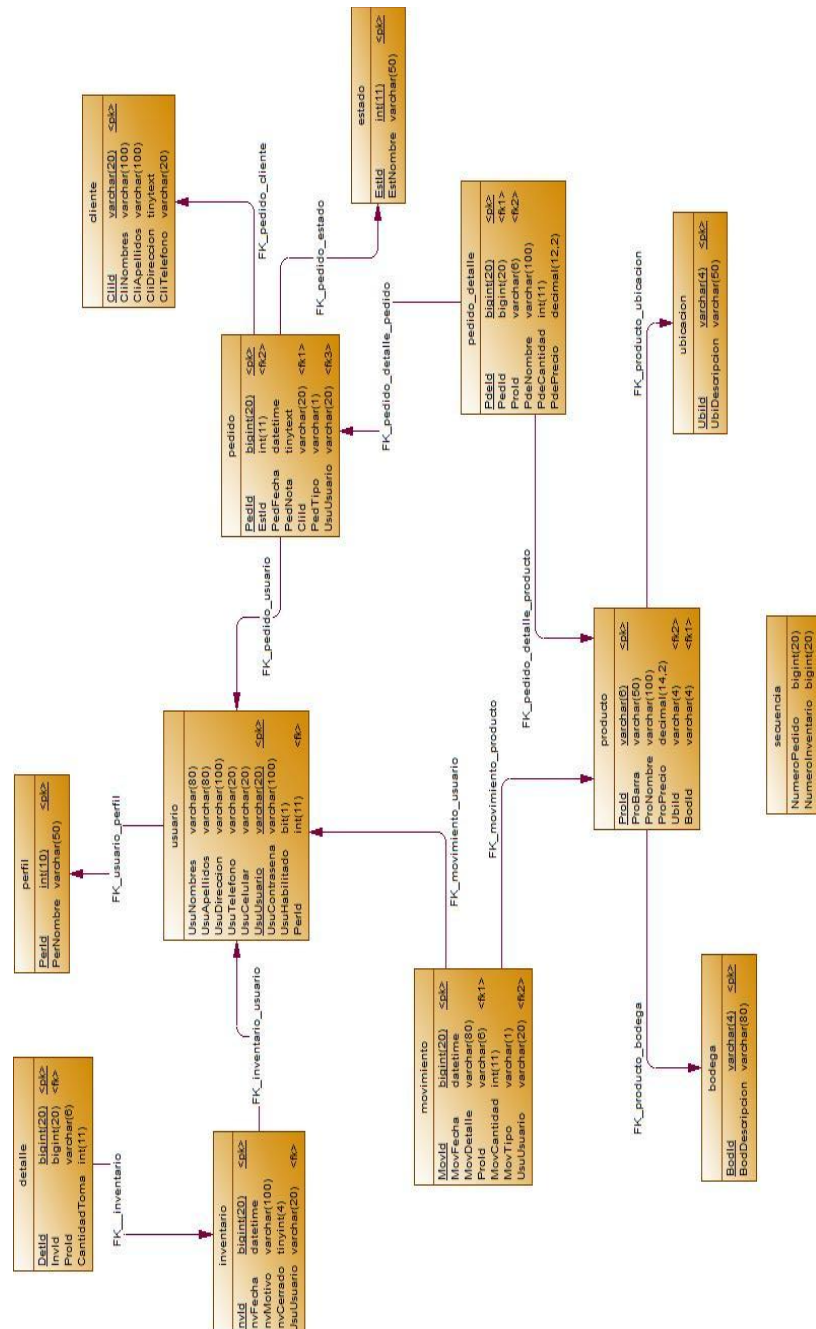 detalle
DetId bigint(20) <pk>
InvId bigint(20) <fk>
ProId varchar(6)
CantidadToma int(11)
FK__inventario
inventario
nvId bigint(20) <pk>
nvFecha datetime
nvMotivo varchar(100)
nvCerrado tinyint(4)
UsuUsuario varchar(20) <fk>
FK_inventario_usuario
perfil
PerId int(10) <pk>
PerNombre varchar(50)
FK_usuario_perfil
usuario
UsuNombres varchar(80)
UsuApellidos varchar(80)
UsuDireccion varchar(100)
UsuTelefono varchar(20)
UsuCelular varchar(20)
UsuUsuario varchar(20) <pk>
UsuContrasena varchar(100)
UsuHabilitado bit(1)
PerId int(11) <fk>
FK_pedido_usuario
cliente
CliId varchar(20) <pk>
CliNombres varchar(100)
CliApellidos varchar(100)
CliDireccion tinytext
CliTelefono varchar(20)
FK_pedido_cliente
pedido
PedId bigint(20) <pk>
EstId int(11) <fk2>
PedFecha datetime
PedNota tinytext
CliId varchar(20) <fk1>
PedTipo varchar(1)
UsuUsuario varchar(20) <fk3>
FK_pedido_estado
estado
EstId int(11) <pk>
EstNombre varchar(50)
FK_pedido_detalle_pedido
movimiento
MovId bigint(20) <pk>
MovFecha datetime
MovDetalle varchar(80)
ProId varchar(6) <fk1>
MovCantidad int(11)
MovTipo varchar(1)
UsuUsuario varchar(20) <fk2>
FK_movimiento_usuario
FK_movimiento_producto
FK_pedido_detalle_producto
pedido_detalle
PdeId bigint(20) <pk>
PedId bigint(20) <fk1>
ProId varchar(6) <fk2>
PdeNombre varchar(100)
PdeCantidad int(11)
PdePrecio decimal(12,2)
producto
ProId varchar(6) <pk>
ProBarra varchar(50)
ProNombre varchar(100)
ProPrecio decimal(14,2)
UbiId varchar(4) <fk2>
BodId varchar(4) <fk1>
FK_producto_bodega
FK_producto_ubicacion
bodega
BodId varchar(4) <pk>
BodDescripcion varchar(80)
ubicacion
UbiId varchar(4) <pk>
UbiDescripcion varchar(50)
secuencia
NumeroPedido bigint(20)
NumeroInventario bigint(20)